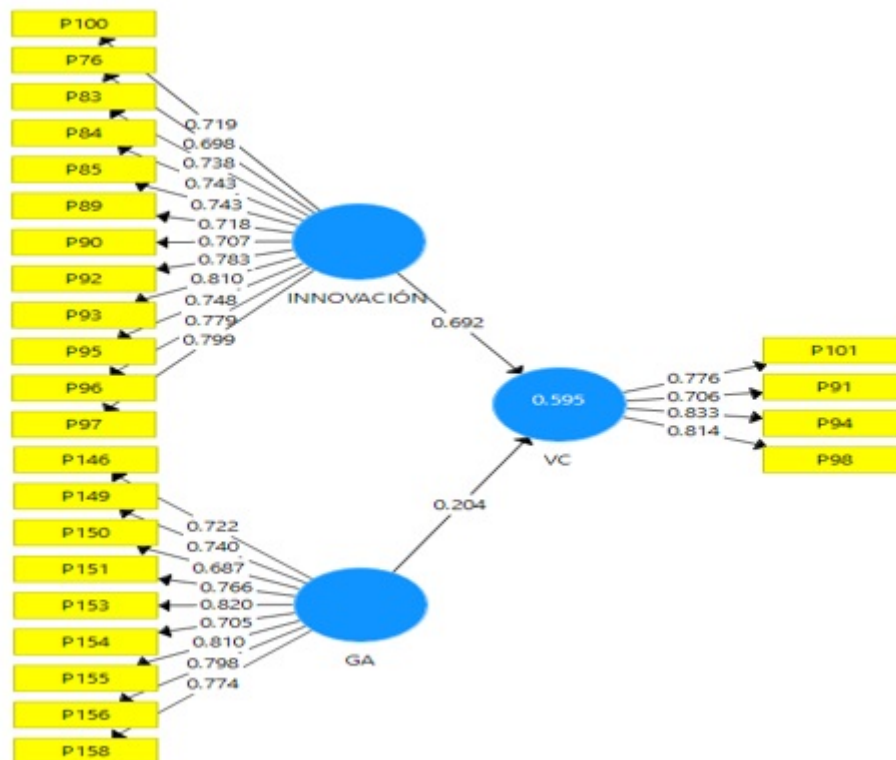 P100
P76
P83
P84
P85
P89
P90
P92
P93
P95
P96
P97
0.719
0.698
0.738
0.743
0.743
0.718
0.707
0.783
0.810
0.748
0.779
0.799
INNOVACIÓN
0.692
P146
P149
P150
P151
P153
P154
P155
P156
P158
0.722
0.740
0.687
0.766
0.820
0.705
0.810
0.798
0.774
GA
0.204
0.595
VC
0.776
0.706
0.833
0.814
P101
P91
P94
P98